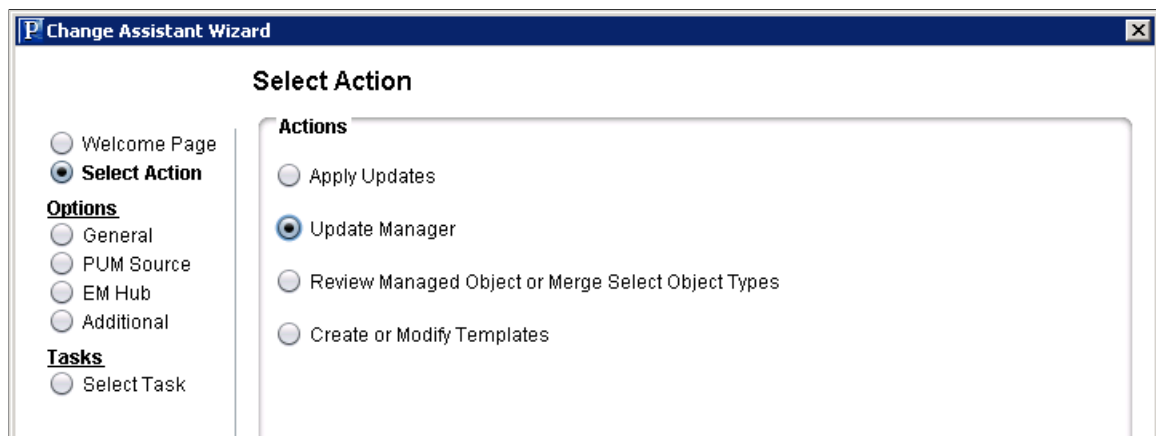 Change Assistant Wizard
Select Action
Welcome Page
Select Action
Options
General
PUM Source
EM Hub
Additional
Tasks
Select Task
Actions
Apply Updates
Update Manager
Review Managed Object or Merge Select Object Types
Create or Modify Templates